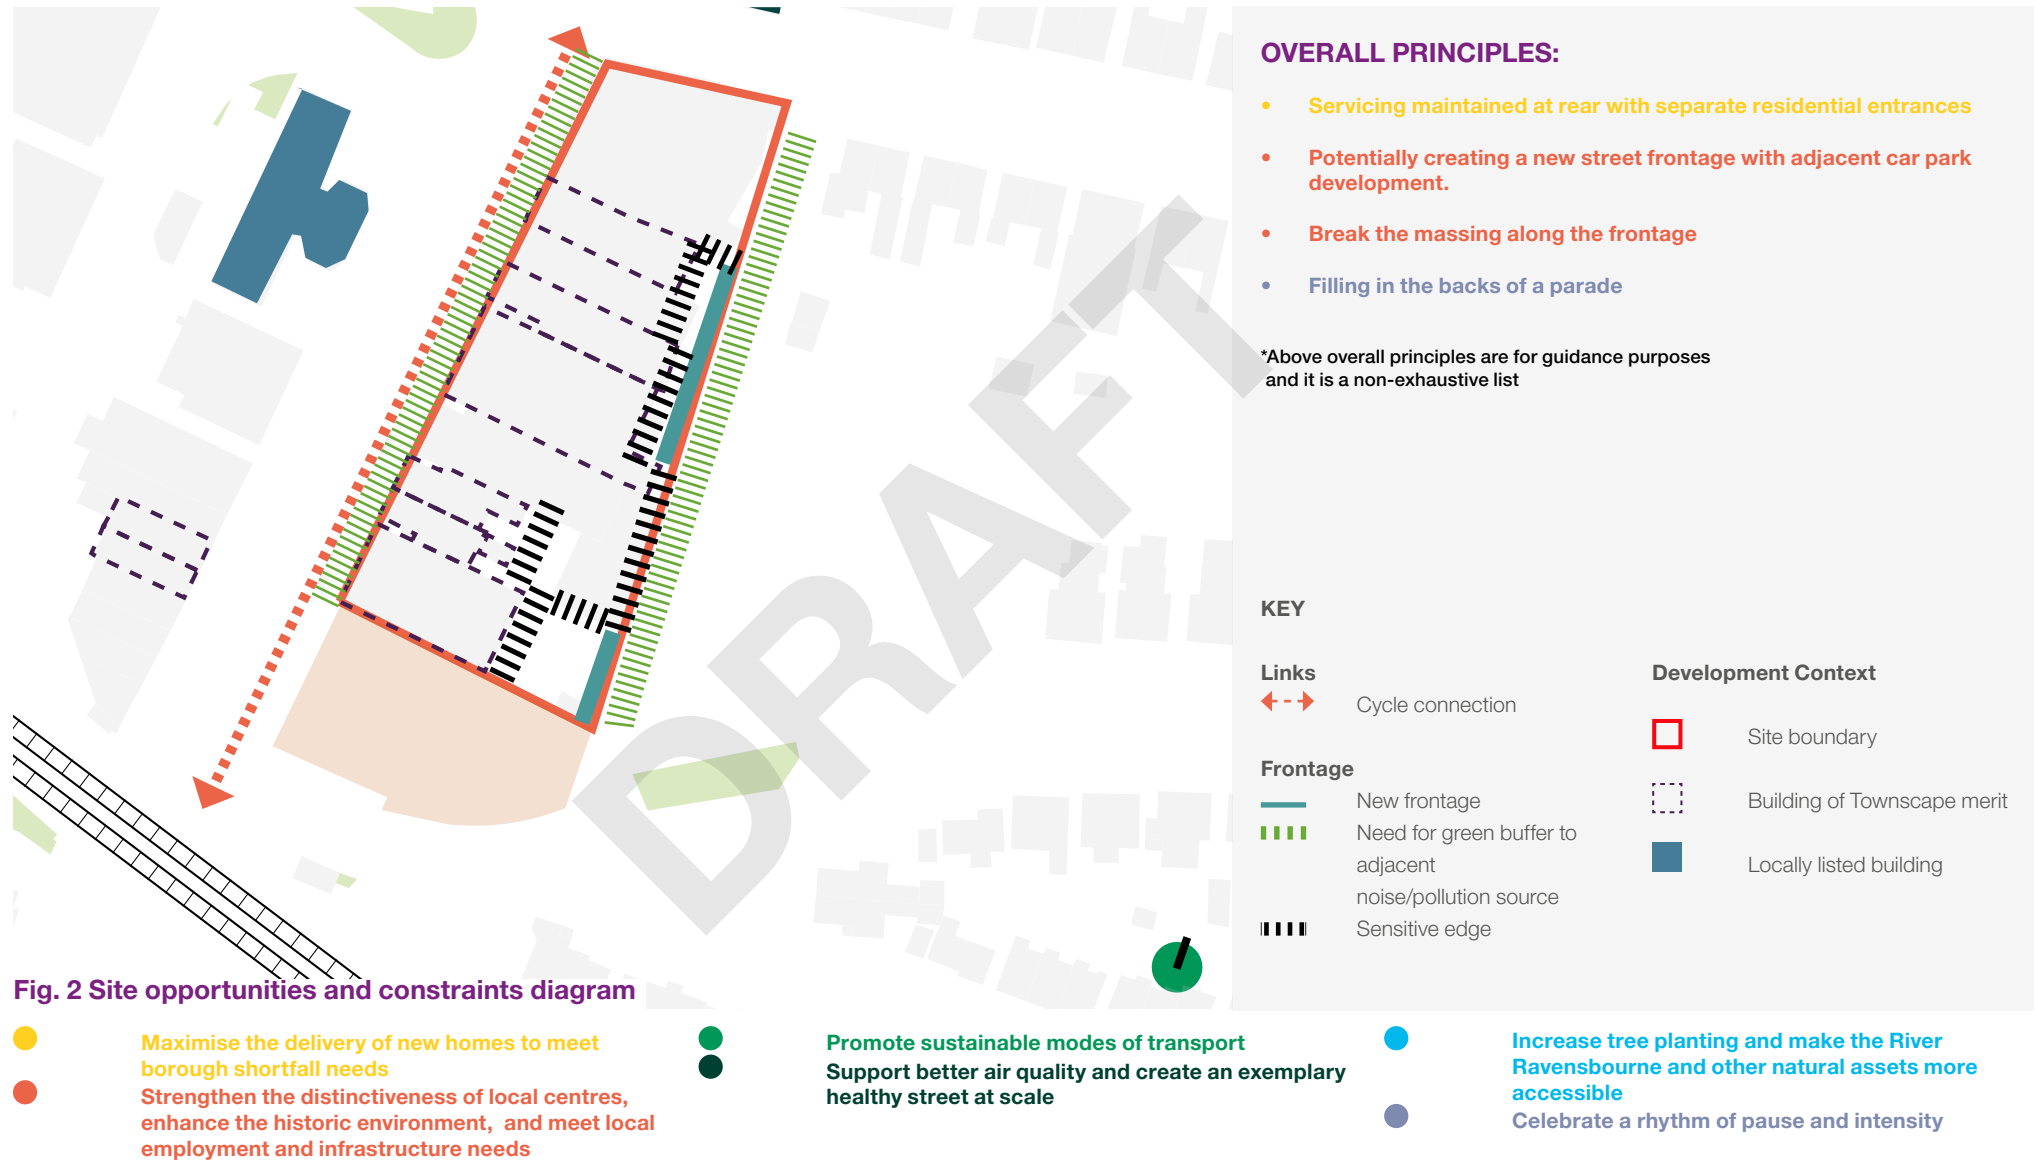 OVERALL PRINCIPLES:
• Servicing maintained at rear with separate residential entrances
• Potentially creating a new street frontage with adjacent car park
development.
• Break the massing along the frontage
• Filling in the backs of a parade
*Above overall principles are for guidance purposes
and it is a non-exhaustive list
DRAFT
KEY
Links
Cycle connection
Frontage
New frontage
Need for green buffer to
adjacent
noise/pollution source
Sensitive edge
Development Context
Site boundary
Building of Townscape merit
Locally listed building
Fig. 2 Site opportunities and constraints diagram
Maximise the delivery of new homes to meet
borough shortfall needs
Strengthen the distinctiveness of local centres,
enhance the historic environment, and meet local
employment and infrastructure needs
Promote sustainable modes of transport
Support better air quality and create an exemplary
healthy street at scale
Increase tree planting and make the River
Ravensbourne and other natural assets more
accessible
Celebrate a rhythm of pause and intensity